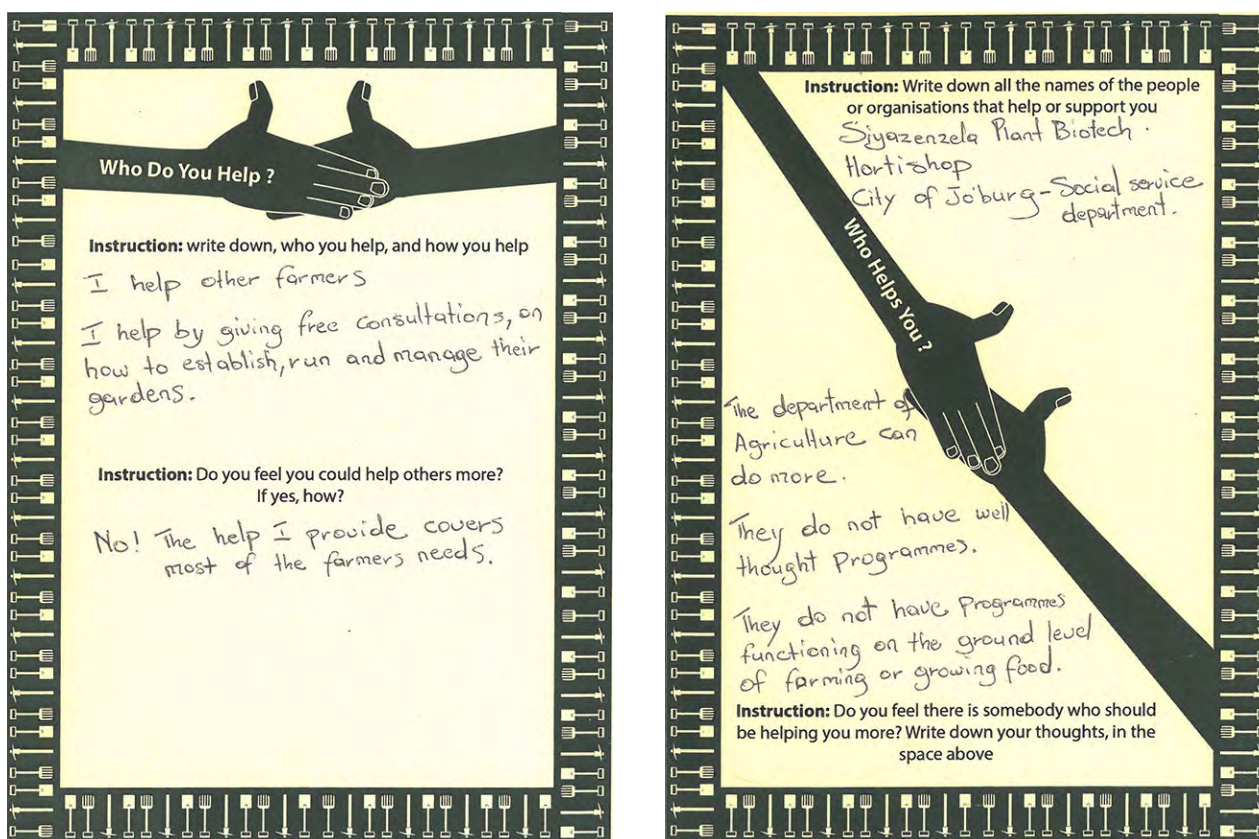 Who Do You Help ?
Instruction: write down, who you help, and how you help
I help other farmers
I help by giving free consultations, on
how to establish, run and manage their
gardens.
Instruction: Do you feel you could help others more?
If yes, how?
No! The help I provide covers
most of the farmers needs.
Instruction: Write down all the names of the people
or organisations that help or support you
Siyazenzela Plant Biotech.
Hortishop
City of Jo'burg - Social service
department.
Who Helps You ?
The department of
Agriculture can
do more.
They do not have well
thought Programmes.
They do not have Programmes
functioning on the ground level
of farming or growing food.
Instruction: Do you feel there is somebody who should
be helping you more? Write down your thoughts, in the
space above